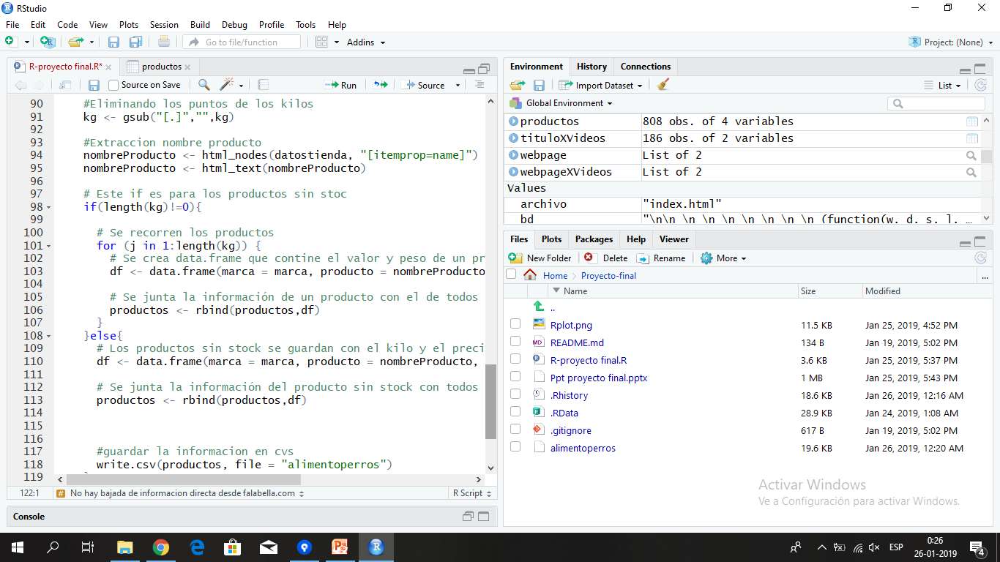 RStudio
File Edit Code View Plots Session Build Debug Profile Tools Help
Go to file/function Addins Project: (None)
R-proyecto final.R* productos
Source on Save Run Source
90 #Eliminando los puntos de los kilos
91 kg <- gsub("[.]","",kg)
92
93 #Extraccion nombre producto
94 nombreProducto <- html_nodes(datostienda, "[itemprop=name]")
95 nombreProducto <- html_text(nombreProducto)
96
97 # Este if es para los productos sin stoc
98 if(length(kg)!=0){
99
100 # Se recorren los productos
101 for (j in 1:length(kg)) {
102 # Se crea data.frame que contine el valor y peso de un pr
103 df <- data.frame(marca = marca, producto = nombreProducto
104
105 # Se junta la información de un producto con el de todos
106 productos <- rbind(productos,df)
107 }
108 }else{
109 # Los productos sin stock se guardan con el kilo y el preci
110 df <- data.frame(marca = marca, producto = nombreProducto,
111
112 # Se junta la información del producto sin stock con todos
113 productos <- rbind(productos,df)
114
115
116
117 #guardar la informacion en cvs
118 write.csv(productos, file = "alimentoperros")
119
122:1 # No hay bajada de informacion directa desde falabella.com R Script
Console
Environment History Connections
Import Dataset List
Global Environment
productos 808 obs. of 4 variables
tituloXVideos 186 obs. of 2 variables
webpage List of 2
webpageXVideos List of 2
Values
archivo "index.html"
bd "\n\n \n \n \n \n \n \n \n (function(w, d, s, l, …
Files Plots Packages Help Viewer
New Folder Delete Rename More
Home Proyecto-final ...
Name Size Modified
..
Rplot.png 11.5 KB Jan 25, 2019, 4:52 PM
README.md 134 B Jan 19, 2019, 5:02 PM
R-proyecto final.R 3.6 KB Jan 25, 2019, 5:37 PM
Ppt proyecto final.pptx 1 MB Jan 25, 2019, 5:43 PM
.Rhistory 18.6 KB Jan 26, 2019, 12:16 AM
.RData 28.9 KB Jan 24, 2019, 1:08 AM
.gitignore 617 B Jan 19, 2019, 5:02 PM
alimentoperros 19.6 KB Jan 26, 2019, 12:20 AM
Activar Windows
Ve a Configuración para activar Windows.
ESP 0:26
26-01-2019 4